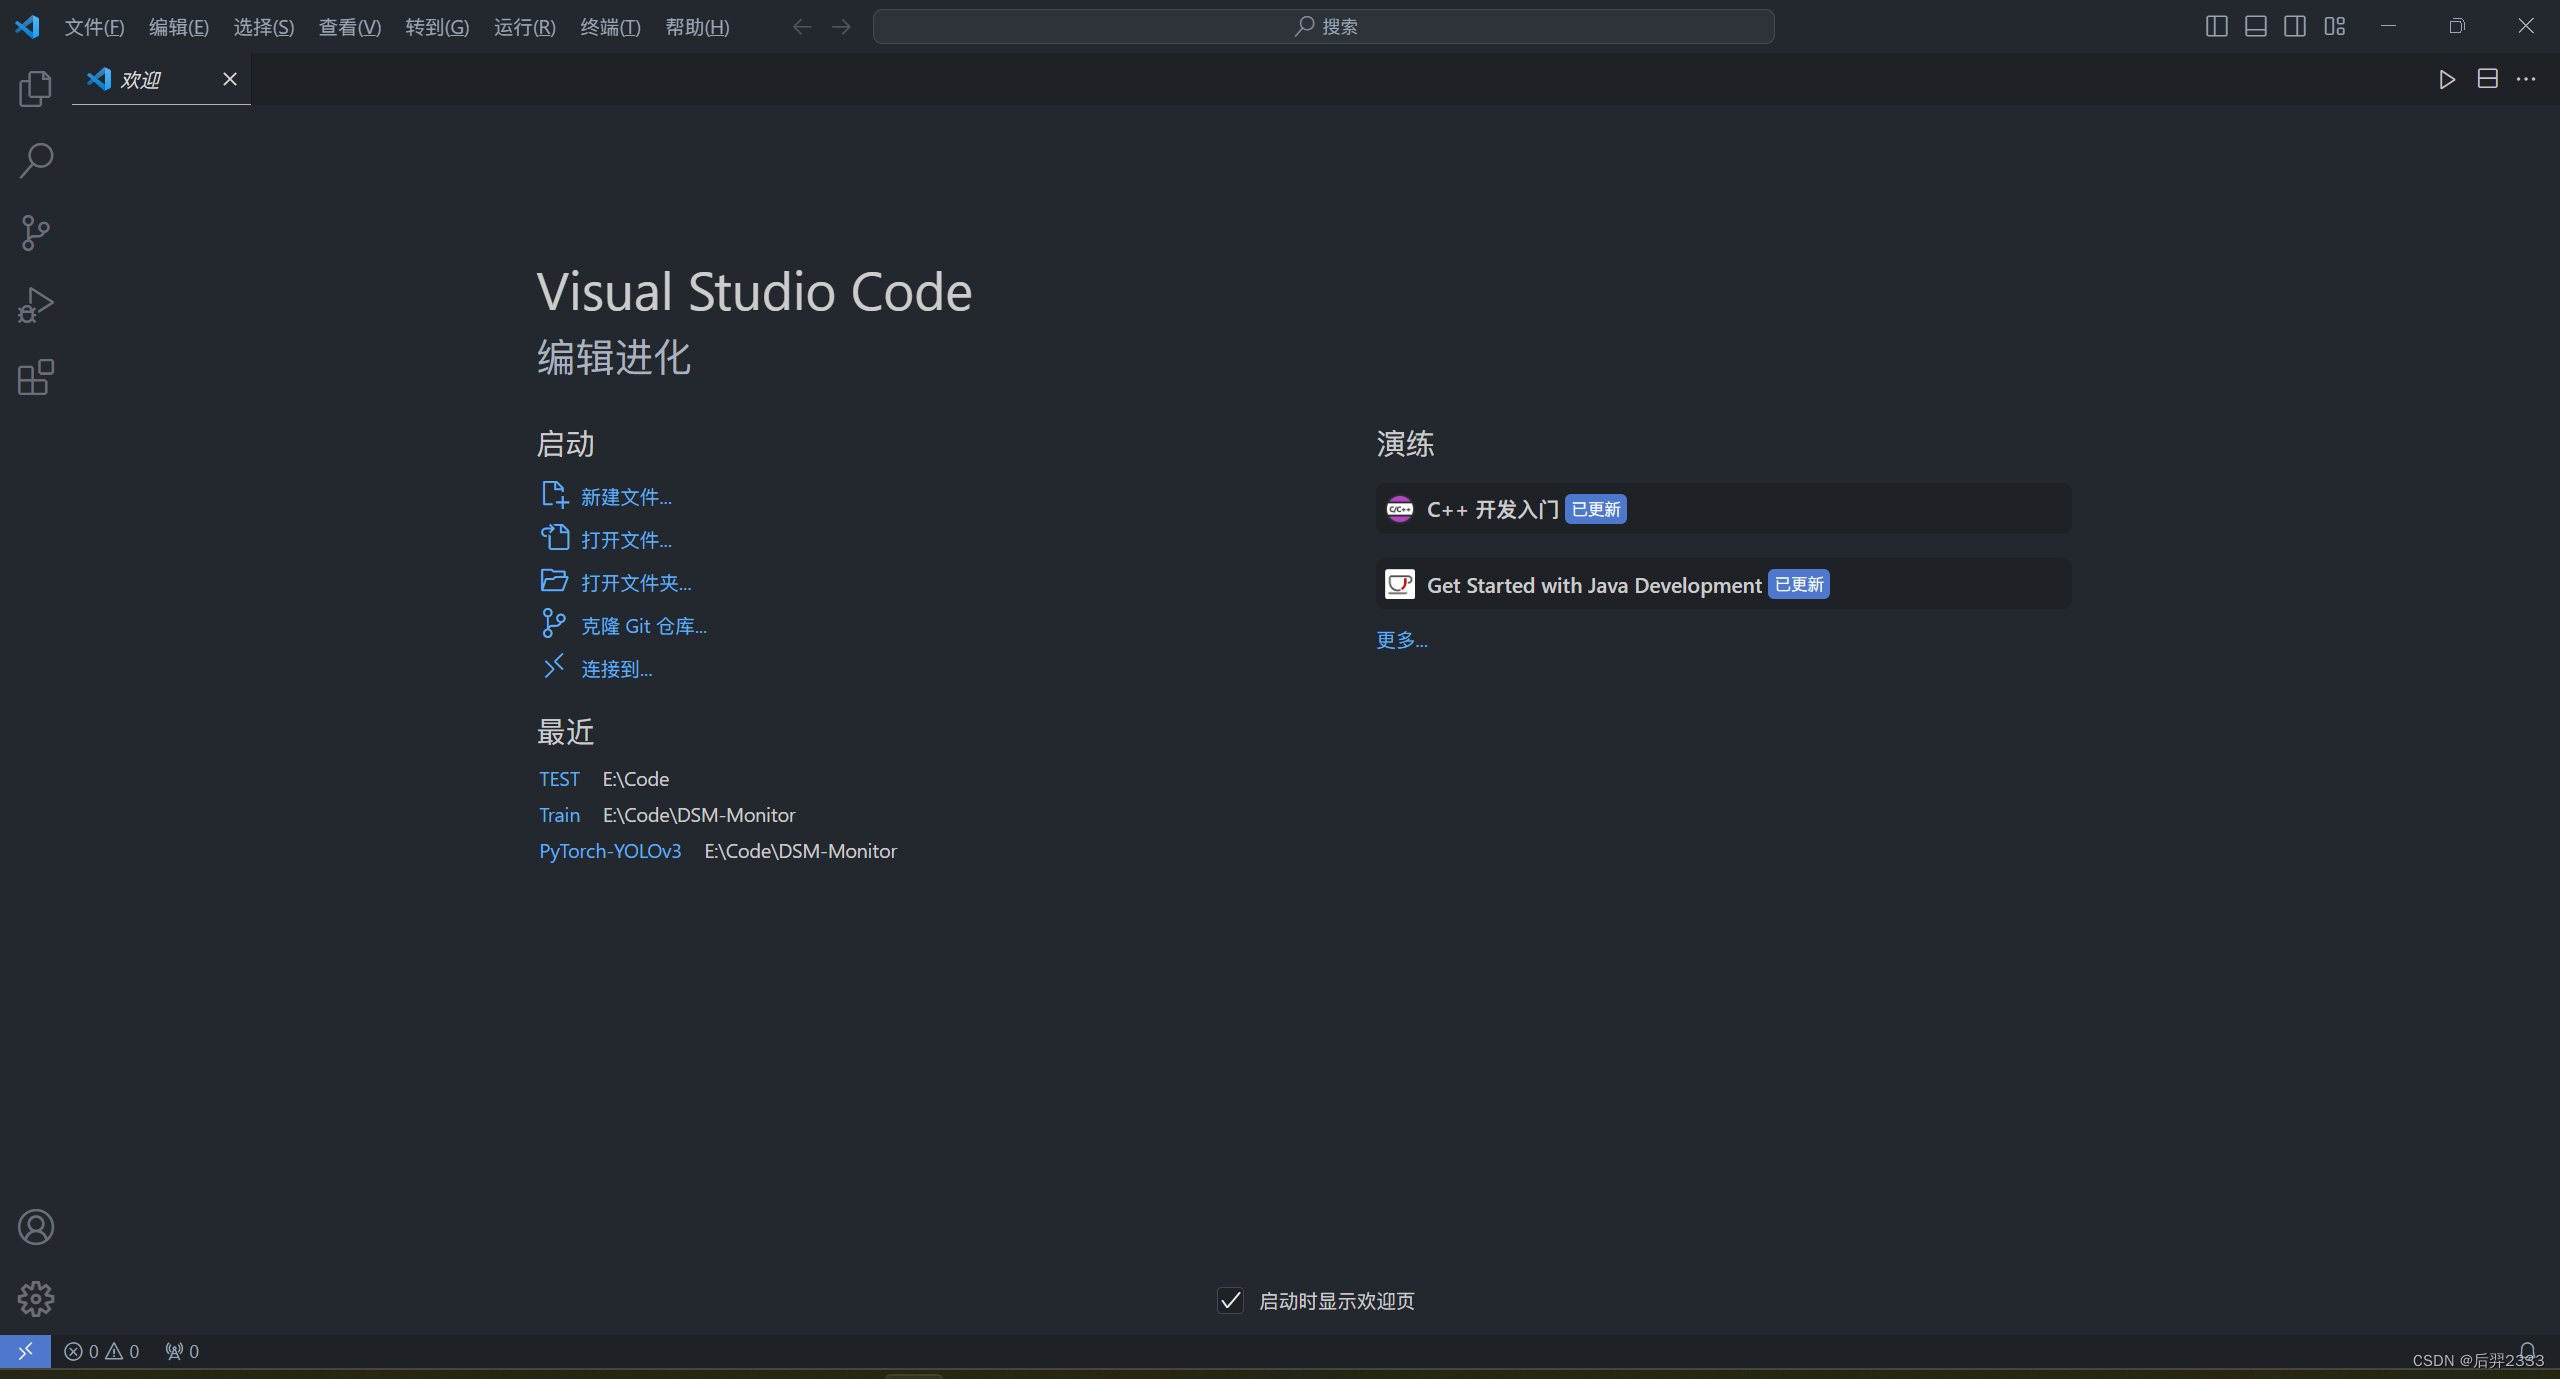 文件(F) 编辑(E) 选择(S) 查看(V) 转到(G) 运行(R) 终端(T) 帮助(H) 搜索
欢迎
Visual Studio Code
编辑进化
启动
新建文件...
打开文件...
打开文件夹...
克隆 Git 仓库...
连接到...
最近
TEST E:\Code
Train E:\Code\DSM-Monitor
PyTorch-YOLOv3 E:\Code\DSM-Monitor
演练
C/C++ C++ 开发入门 已更新
Get Started with Java Development 已更新
更多...
启动时显示欢迎页
0 0 0
CSDN @后羿2333